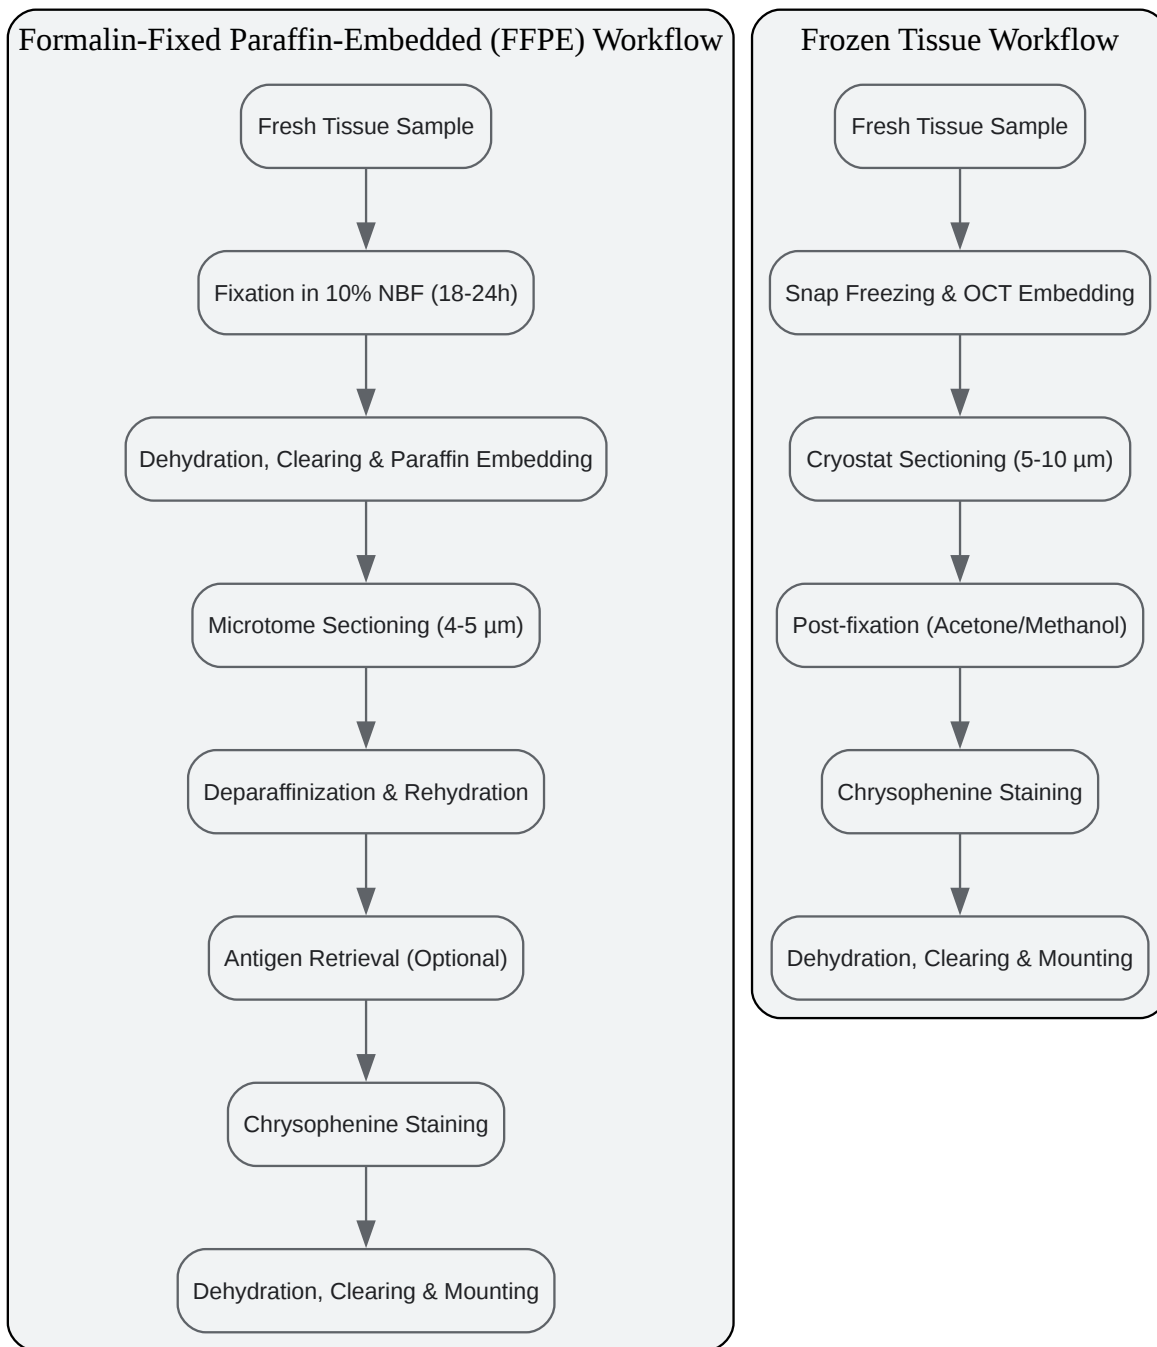 Formalin-Fixed Paraffin-Embedded (FFPE) Workflow
Fresh Tissue Sample
Fixation in 10% NBF (18-24h)
Dehydration, Clearing & Paraffin Embedding
Microtome Sectioning (4-5 µm)
Deparaffinization & Rehydration
Antigen Retrieval (Optional)
Chrysophenine Staining
Dehydration, Clearing & Mounting
Frozen Tissue Workflow
Fresh Tissue Sample
Snap Freezing & OCT Embedding
Cryostat Sectioning (5-10 µm)
Post-fixation (Acetone/Methanol)
Chrysophenine Staining
Dehydration, Clearing & Mounting